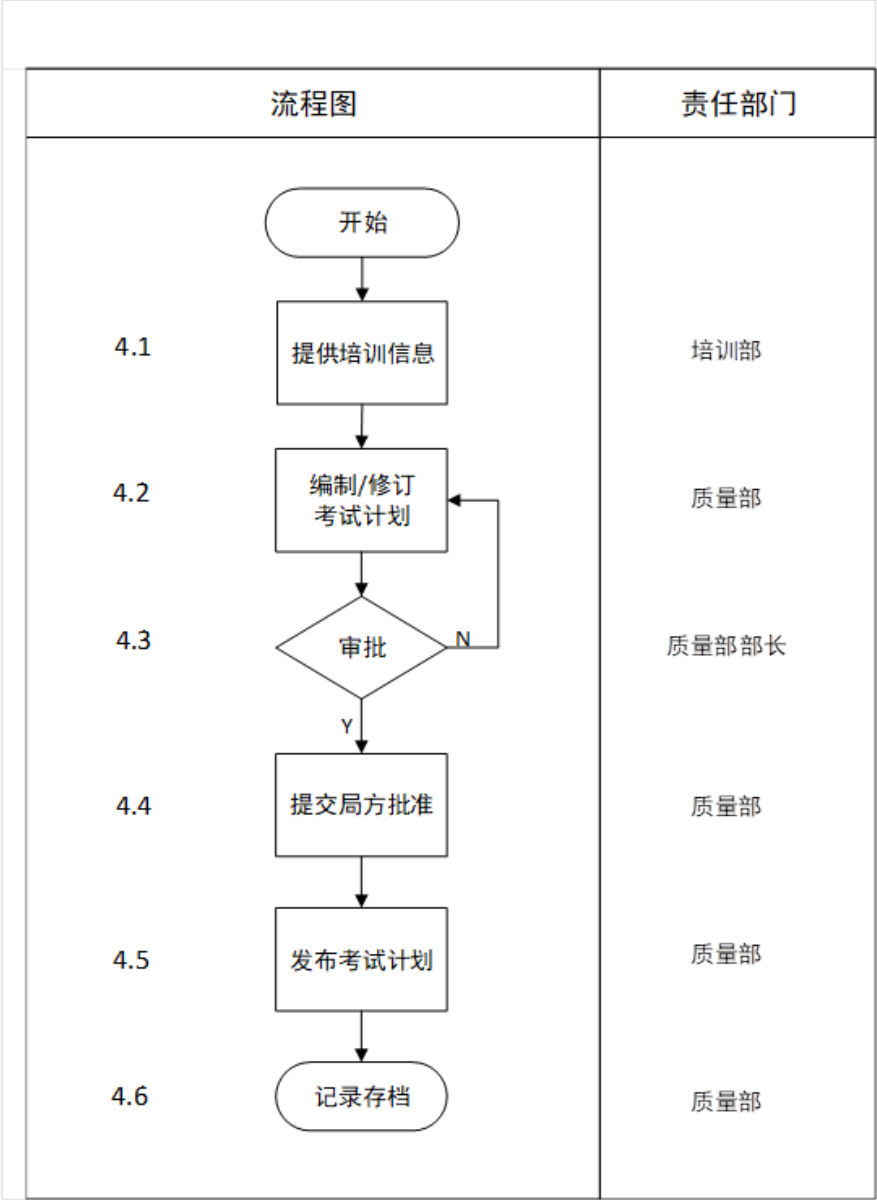 流程图 责任部门
开始
4.1 提供培训信息 培训部
4.2 编制/修订 质量部
考试计划
4.3 审批 N 质量部部长
Y
4.4 提交局方批准 质量部
4.5 发布考试计划 质量部
4.6 记录存档 质量部